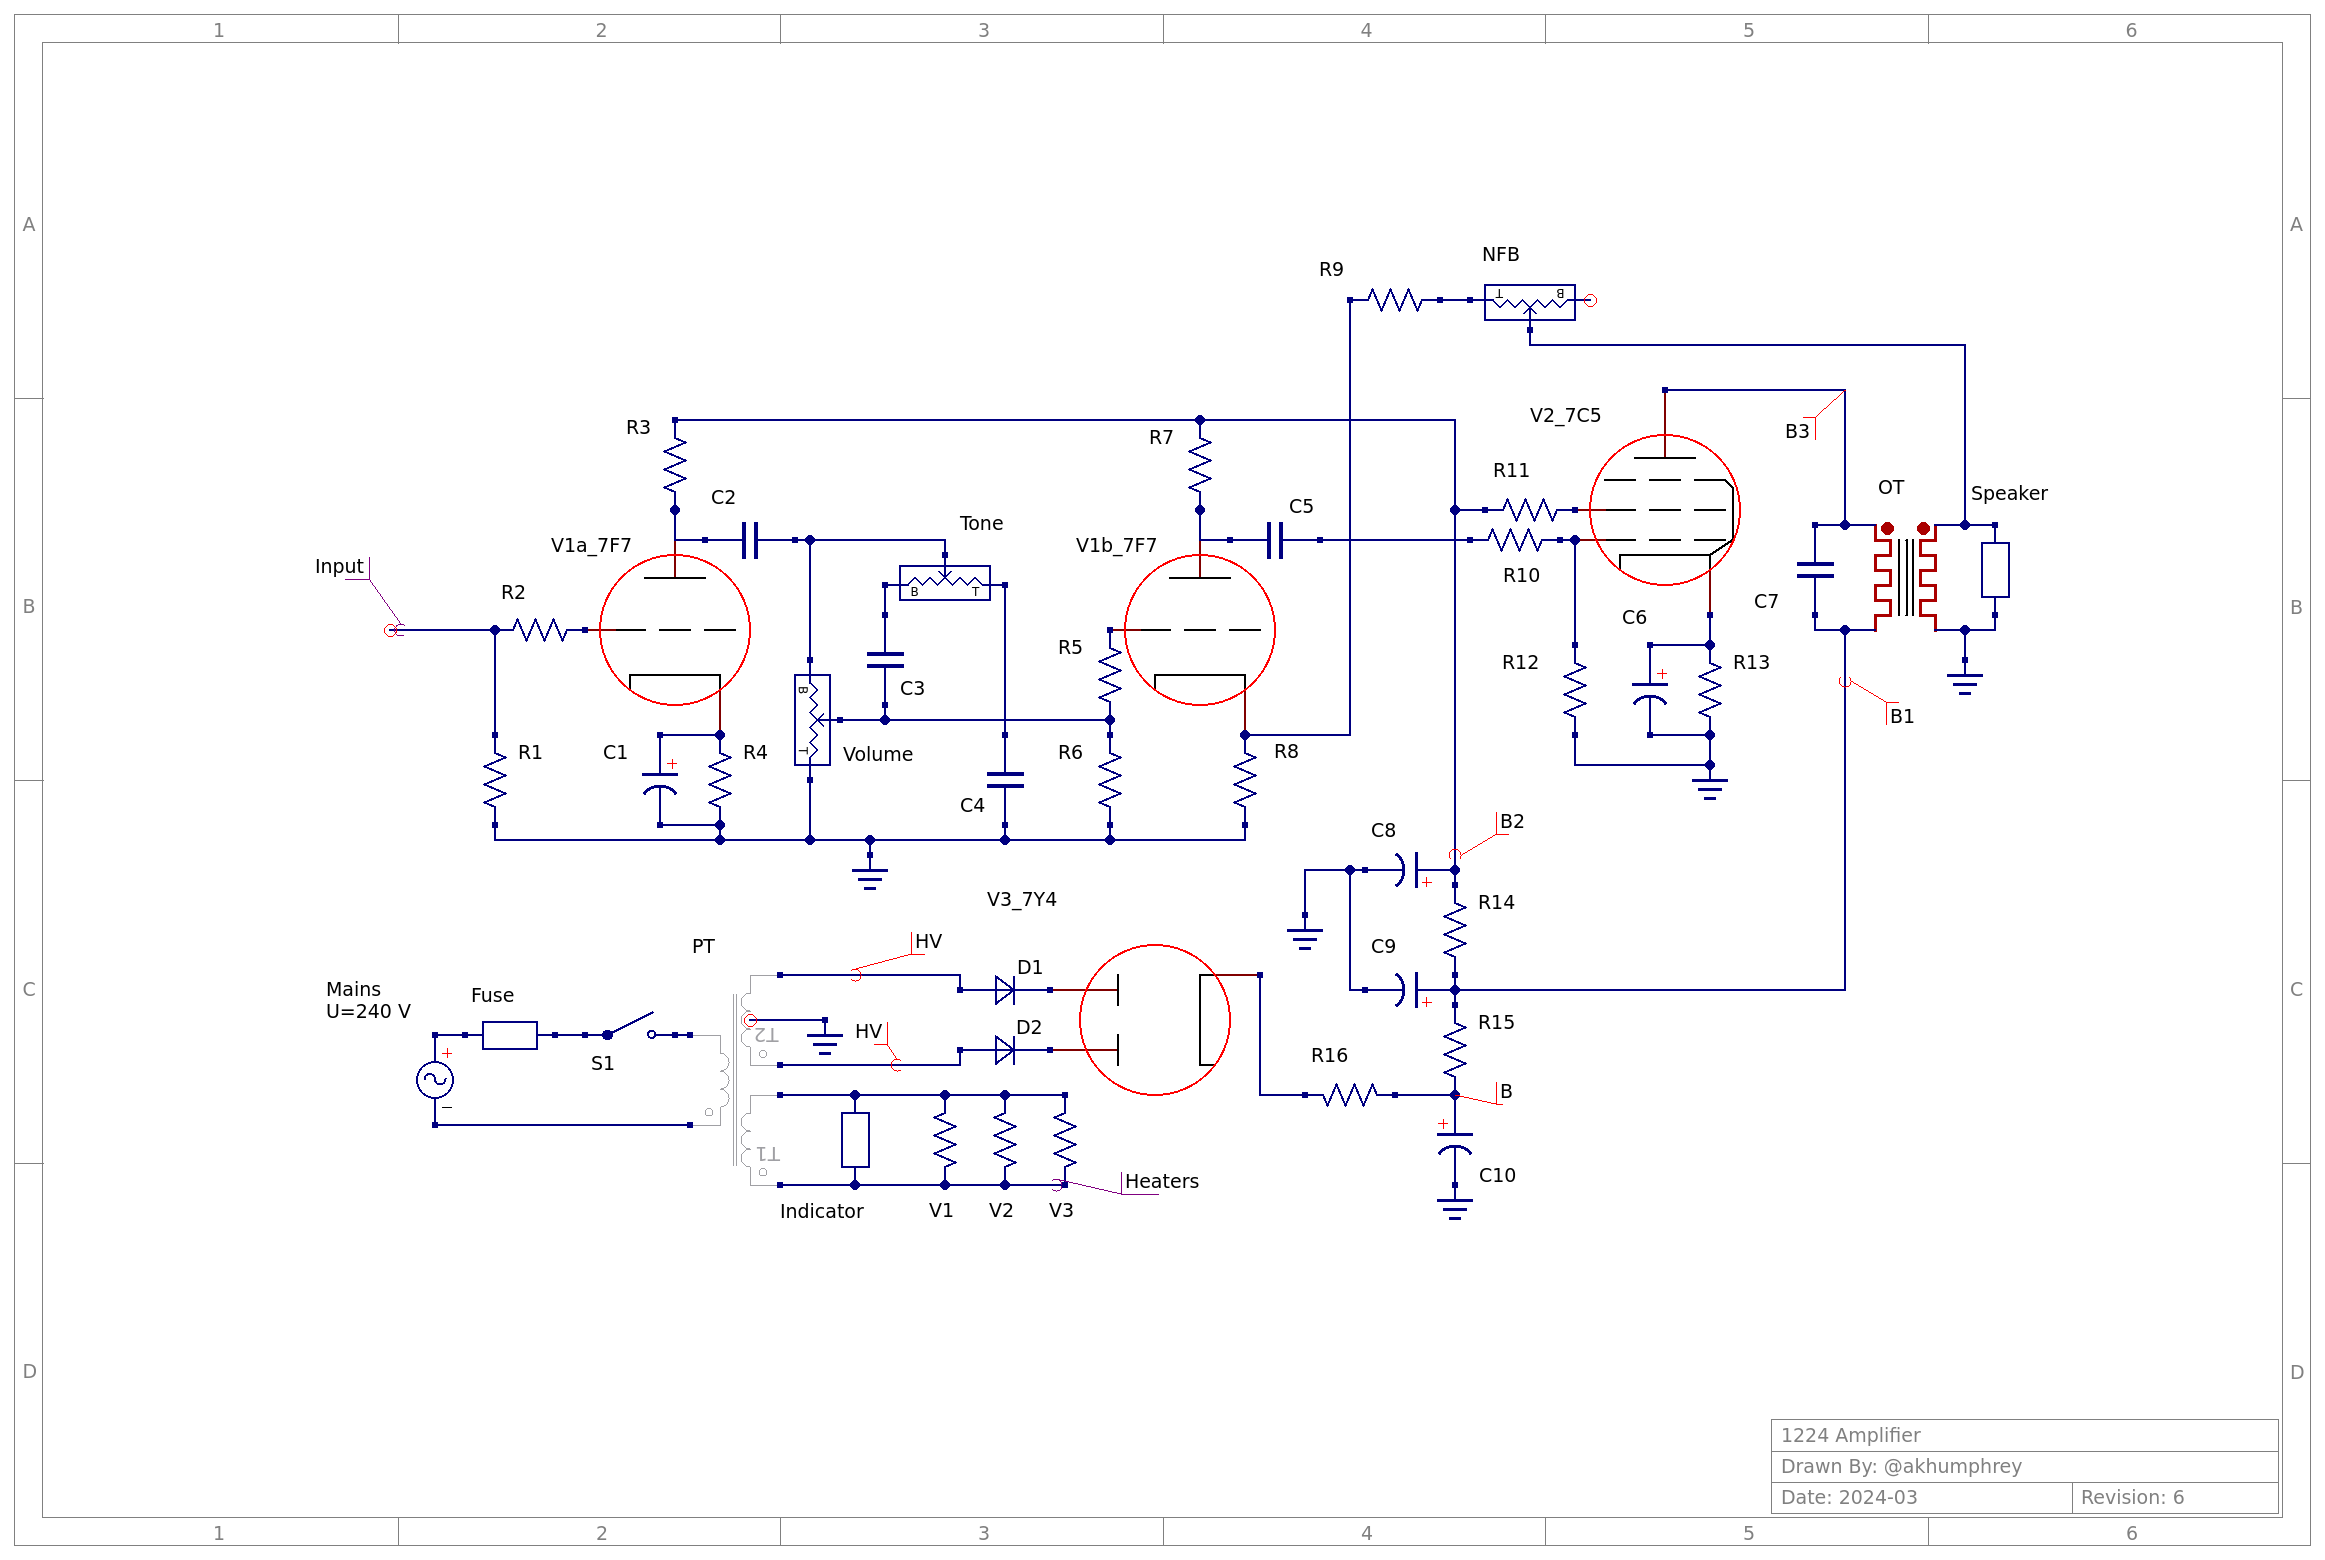 1 2 3 4 5 6
A A
NFB
R9
T B
B B
V2_7C5
R3
R7
B3
R11
OT
Speaker
C2
C5
Tone
V1a_7F7
V1b_7F7
Input
R2
B T
R10
C7
C6
R5
R12
R13
C3
B
B1
R1
C1
R4
T
Volume
R6
R8
+
+
C4
B2
C8
+
V3_7Y4
R14
PT
HV
C9
D1
C C
Mains
U=240 V
Fuse
+
HV
D2
T2
R15
+
S1
R16
B
−
+
T1
C10
Heaters
Indicator
V1
V2
V3
D D
1224 Amplifier
Drawn By: @akhumphrey
Date: 2024-03
Revision: 6
1 2 3 4 5 6